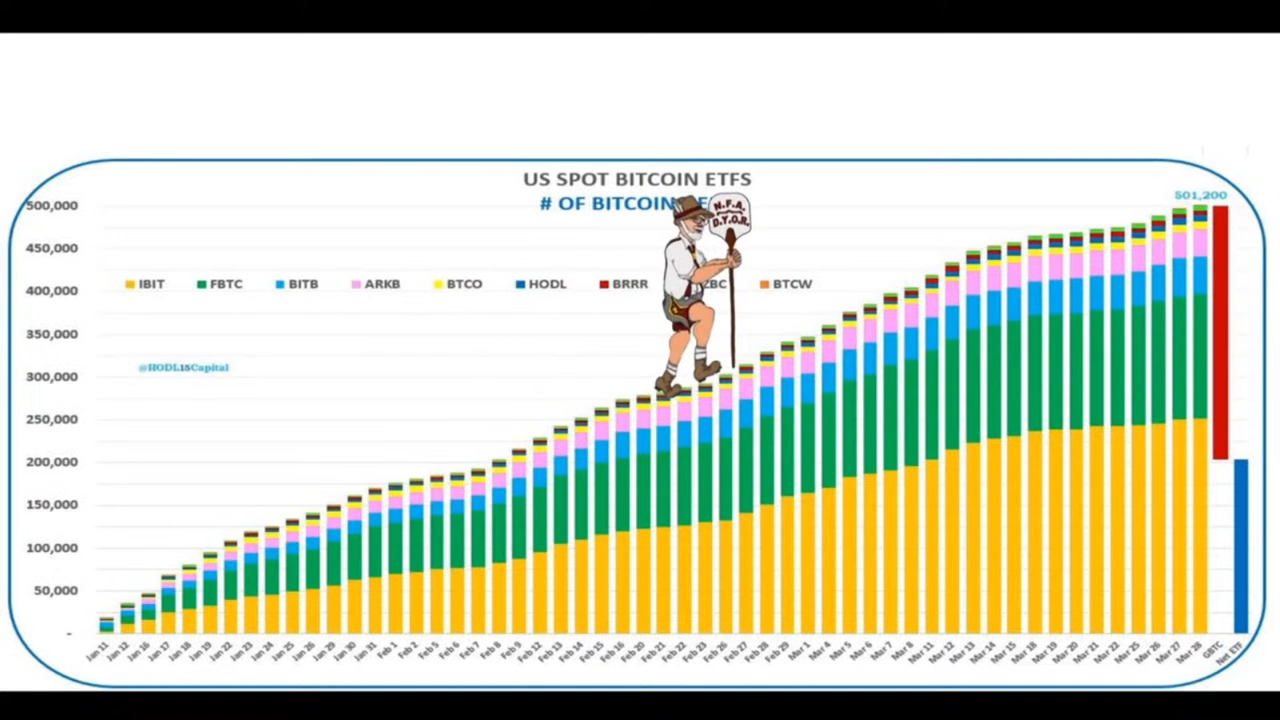 US SPOT BITCOIN ETFS
# OF BITCOIN
N.F.A.
D.Y.O.R.
501,200
500,000
450,000
400,000
350,000
300,000
250,000
200,000
150,000
100,000
50,000
-
IBIT FBTC BITB ARKB BTCO HODL BRRR BTCW
@HODL15Capital
Jan 11 Jan 12 Jan 16 Jan 17 Jan 18 Jan 19 Jan 22 Jan 23 Jan 24 Jan 25 Jan 26 Jan 29 Jan 30 Jan 31 Feb 1 Feb 2 Feb 5 Feb 6 Feb 7 Feb 8 Feb 9 Feb 12 Feb 13 Feb 14 Feb 15 Feb 16 Feb 20 Feb 21 Feb 22 Feb 23 Feb 26 Feb 27 Feb 28 Feb 29 Mar 1 Mar 4 Mar 5 Mar 6 Mar 7 Mar 8 Mar 11 Mar 12 Mar 13 Mar 14 Mar 15 Mar 18 Mar 19 Mar 20 Mar 21 Mar 22 Mar 25 Mar 26 Mar 27 Mar 28 GBTC Net ETF